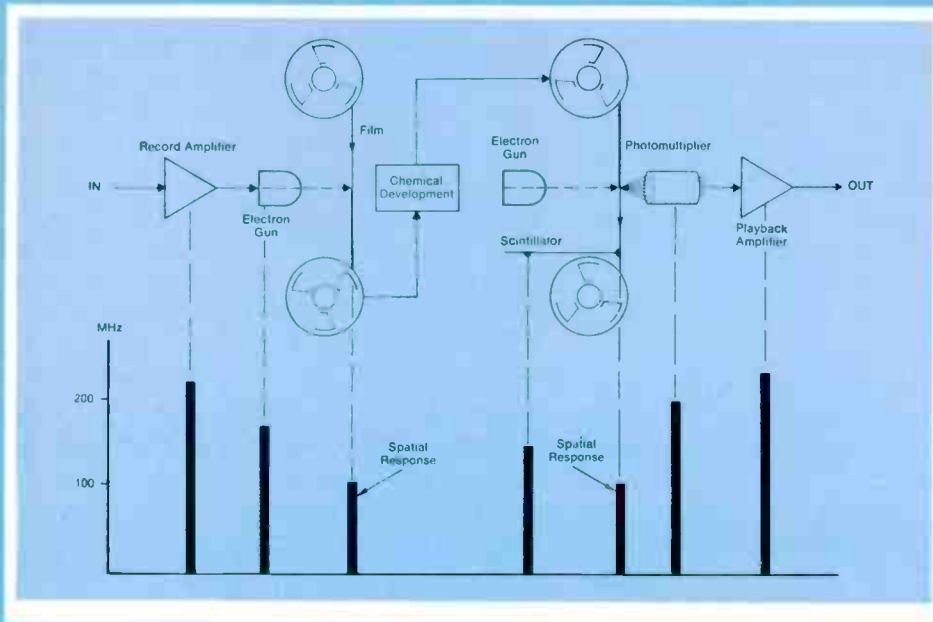 Film
Record Amplifier
Electron
Gun
Photomultiplier
IN
Chemical
Development
OUT
Electron
Gun
Playback
Amplifier
Scintillator
MHz
200
100
Spatial
Response
Spatial
Response